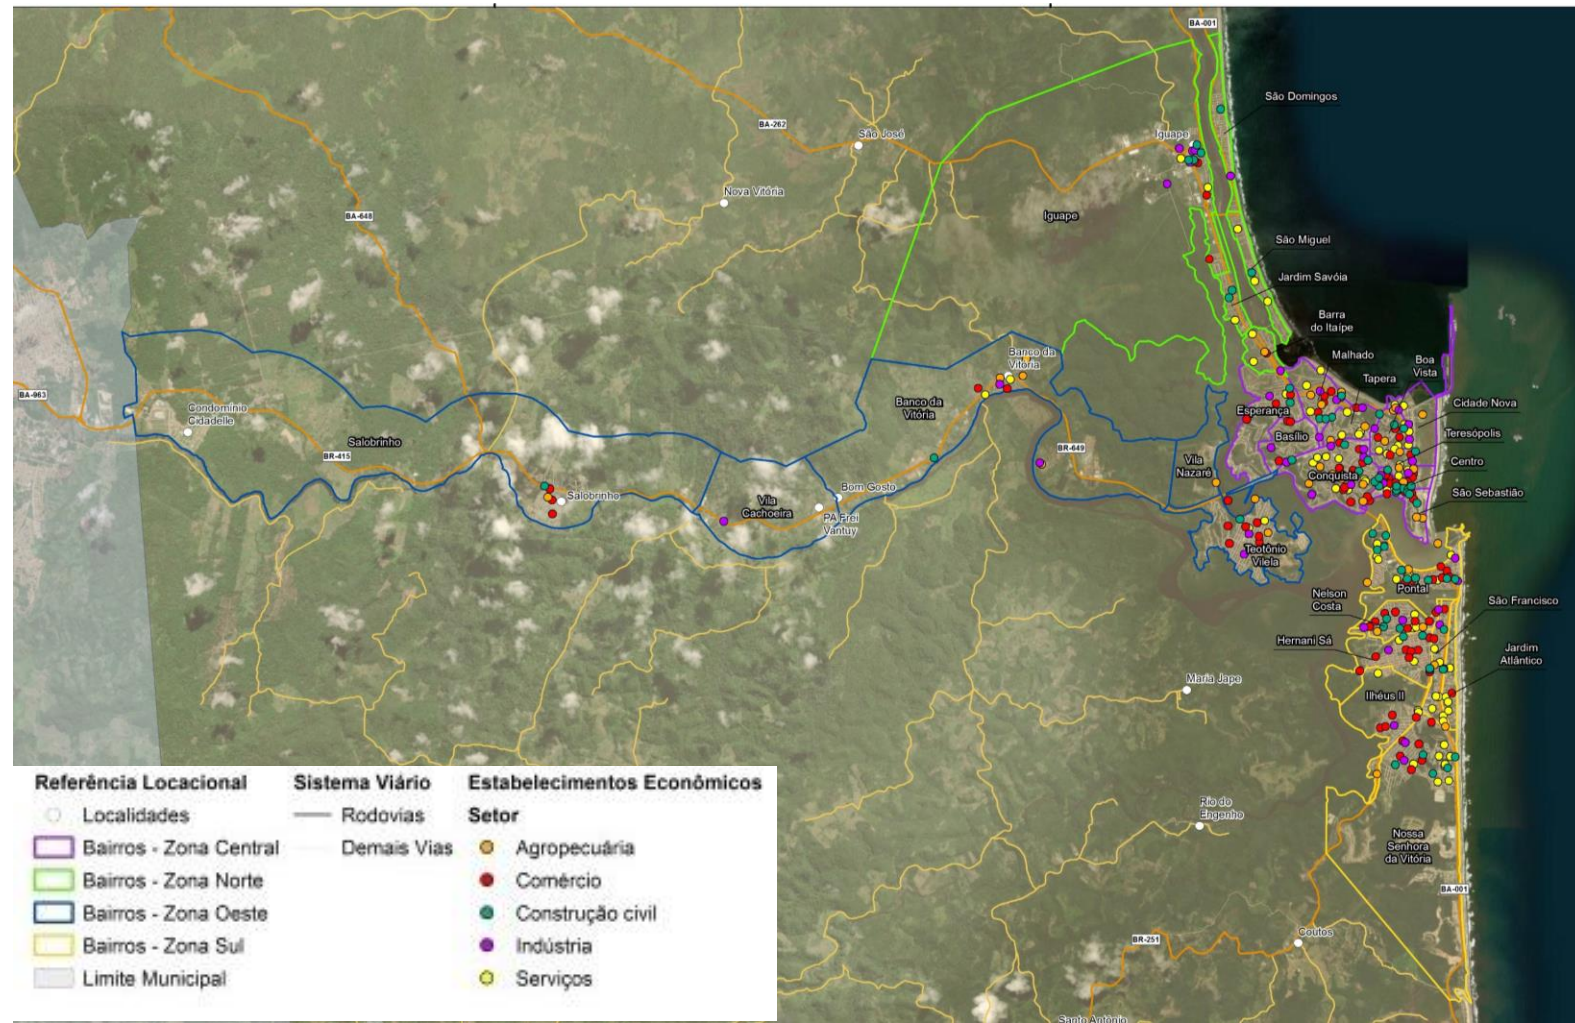 BA-001
São Domingos
BA-262
São José
Iguape
Nova Vitória
BA-648
Iguape
São Miguel
Jardim Savóia
Barra
do Itaípe
Malhado
Boa
Vista
Tapera
Banco da
Vitória
BA-963
Condomínio
Cidadelle
Banco da
Vitória
Esperança
Cidade Nova
Salobrinho
Basílio
Teresópolis
BR-415
BR-649
Vila
Nazaré
Conquista
Centro
Salobrinho
Vila
Cachoeira
Bom Gosto
PA Frei
Vantuy
São Sebastião
Teotônio
Vilela
Pontal
Nelson
Costa
São Francisco
Hernani Sá
Jardim
Atlântico
Maria Jape
Ilhéus II
Rio do
Engenho
Nossa
Senhora
da Vitória
BA-001
BR-251
Coutos
Santo Antônio
Referência Locacional
Localidades
Bairros - Zona Central
Bairros - Zona Norte
Bairros - Zona Oeste
Bairros - Zona Sul
Limite Municipal
Sistema Viário
Rodovias
Demais Vias
Estabelecimentos Econômicos
Setor
Agropecuária
Comércio
Construção civil
Indústria
Serviços